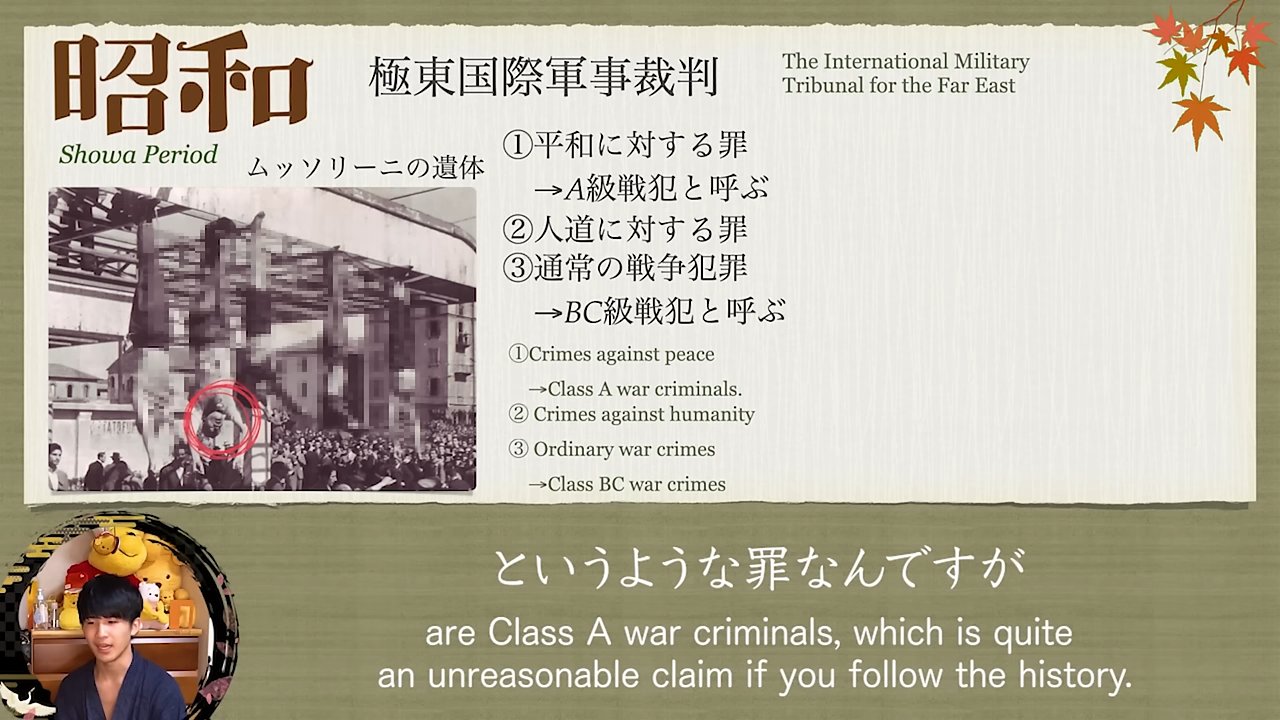 昭和
Showa Period
極東国際軍事裁判
The International Military
Tribunal for the Far East
ムッソリーニの遺体
①平和に対する罪
→A級戦犯と呼ぶ
②人道に対する罪
③通常の戦争犯罪
→BC級戦犯と呼ぶ
①Crimes against peace
→Class A war criminals.
② Crimes against humanity
③ Ordinary war crimes
→Class BC war crimes
というような罪なんですが
are Class A war criminals, which is quite
an unreasonable claim if you follow the history.